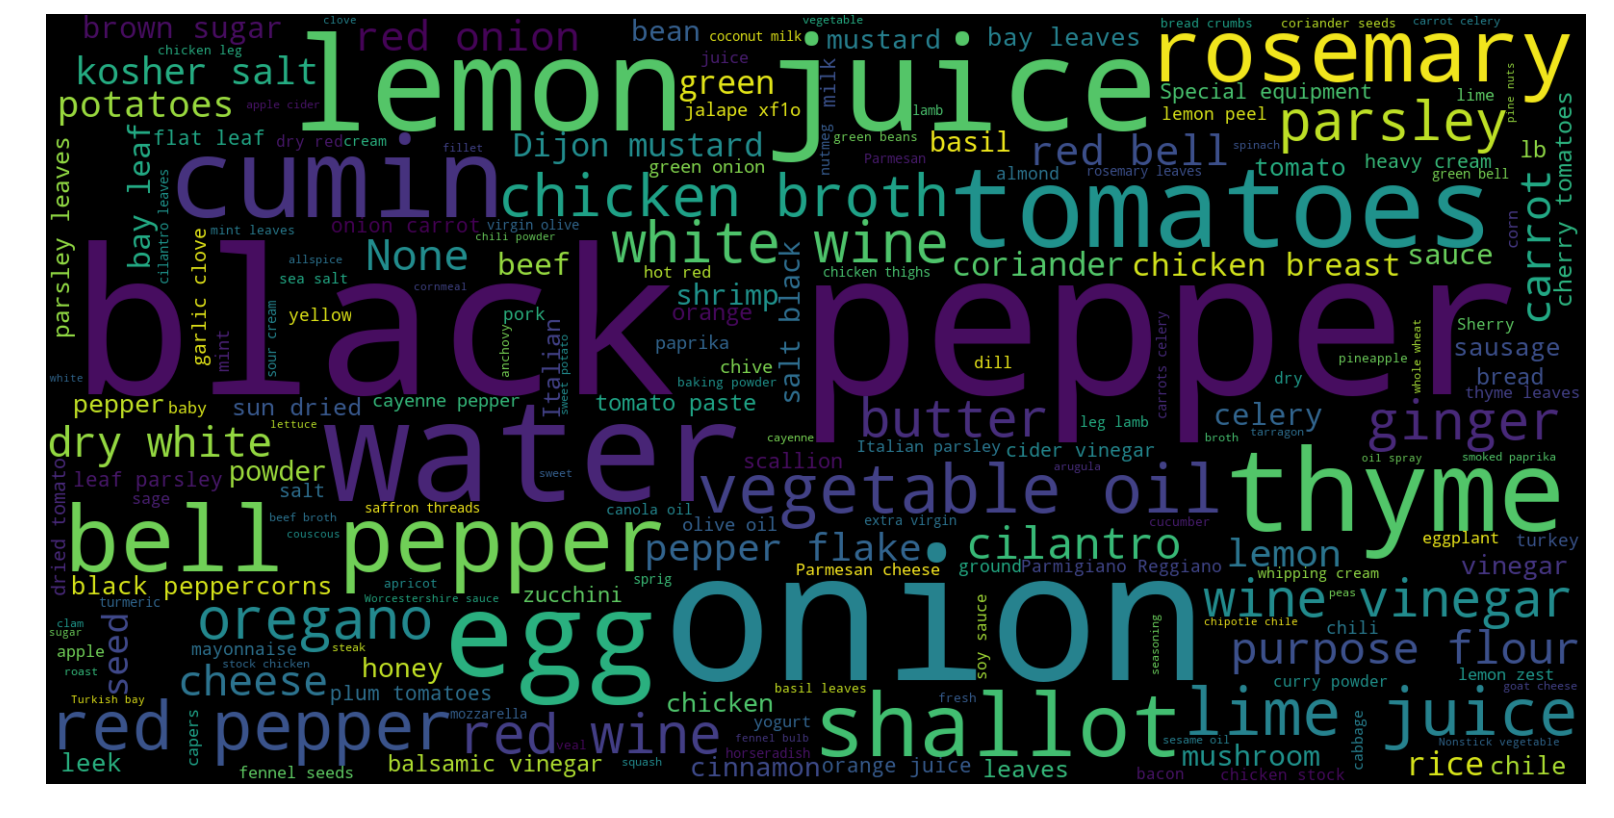 brown sugar
clove
red onion
bean
coconut milk
vegetable
mustard
bay leaves
bread crumbs
coriander seeds
carrot celery
chicken leg
lemon juice
juice
rosemary
kosher salt
green
milk
Special equipment
lime
pine nuts
potatoes
apple cider
jalape xf1o
lamb
lemon peel
parsley
parsley leaves
bay leaf
flat leaf
dry red
cream
fillet
Dijon mustard
green beans
basil
red bell
spinach
lb
cumin
green onion
nutmeg
Parmesan
almond
rosemary leaves
tomato
heavy cream
green bell
cilantro leaves
chicken broth
tomatoes
carrot
cherry tomatoes
mint leaves
onion carrot
virgin olive
chili powder
white wine
corn
None
beef
hot red
salt black
chicken thighs
coriander
chicken breast
sauce
allspice
sea salt
cornmeal
shrimp
black pepper
garlic clove
mint
sour cream
yellow
pork
orange
anchovy
Italian
sweet potato
paprika
chive
dill
carrots celery
pineapple
whole wheat
Sherry
sausage
white
baking powder
dry
bread
thyme leaves
pepper
baby
sun dried
cayenne pepper
tomato paste
butter
leg lamb
celery
ginger
lettuce
dry white
water
cayenne
Italian parsley
cider vinegar
broth
tarragon
dried tomato
leaf parsley
powder
sweet
scallion
arugula
oil spray
smoked paprika
sage
salt
vegetable oil
thyme
saffron threads
canola oil
beef broth
couscous
bell pepper
olive oil
extra virgin
cucumber
pepper flake
cilantro
lemon
eggplant
turkey
black peppercorns
apricot
sprig
Parmesan cheese
ground
Parmigiano Reggiano
whipping cream
vinegar
turmeric
Worcestershire sauce
zucchini
onion
peas
wine vinegar
clam
sugar
seed
oregano
egg
soy sauce
seasoning
chipotle chile
chili
apple
mayonnaise
steak
purpose flour
roast
stock chicken
honey
cheese
plum tomatoes
basil leaves
fresh
curry powder
lemon zest
goat cheese
Turkish bay
chicken
red pepper
capers
mozzarella
red wine
veal
yogurt
fennel bulb
horseradish
shallot
lime juice
sesame oil
cabbage
Nonstick vegetable
leek
fennel seeds
balsamic vinegar
squash
cinnamon
orange juice
leaves
mushroom
bacon
chicken stock
rice
chile